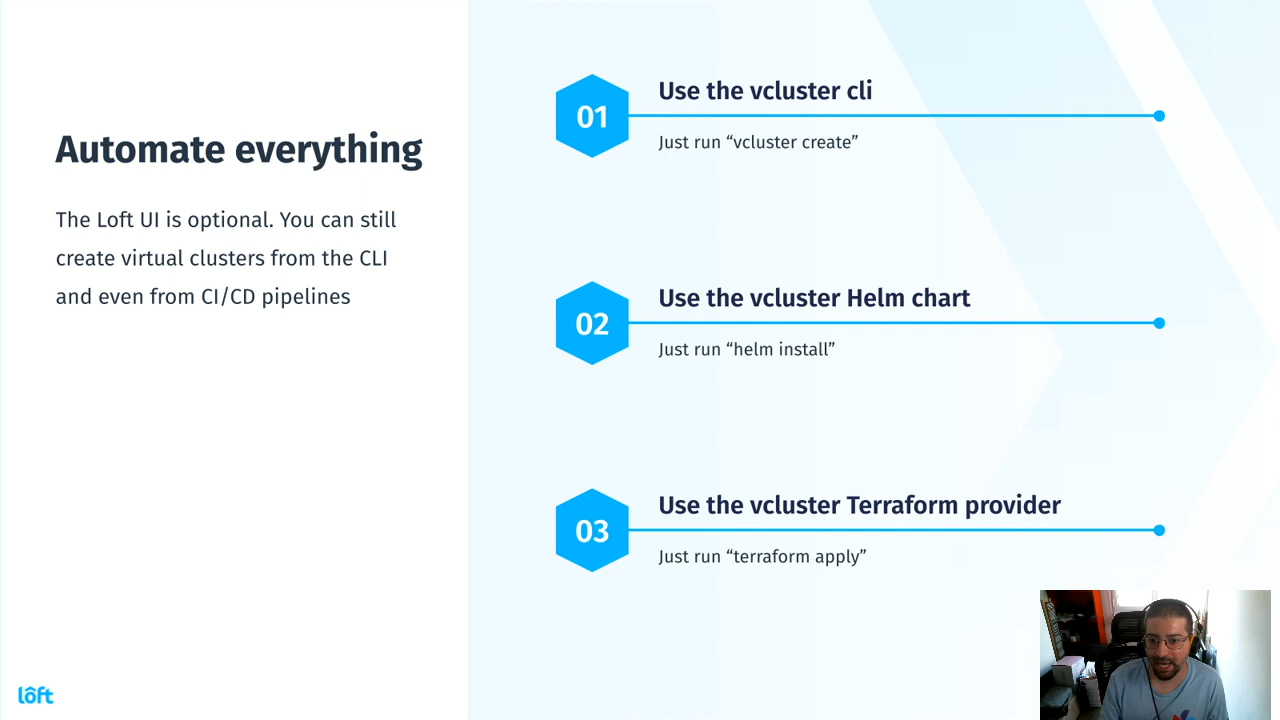 Automate everything
The Loft UI is optional. You can still
create virtual clusters from the CLI
and even from CI/CD pipelines
01
Use the vcluster cli
Just run “vcluster create”
02
Use the vcluster Helm chart
Just run “helm install”
03
Use the vcluster Terraform provider
Just run “terraform apply”
lôft